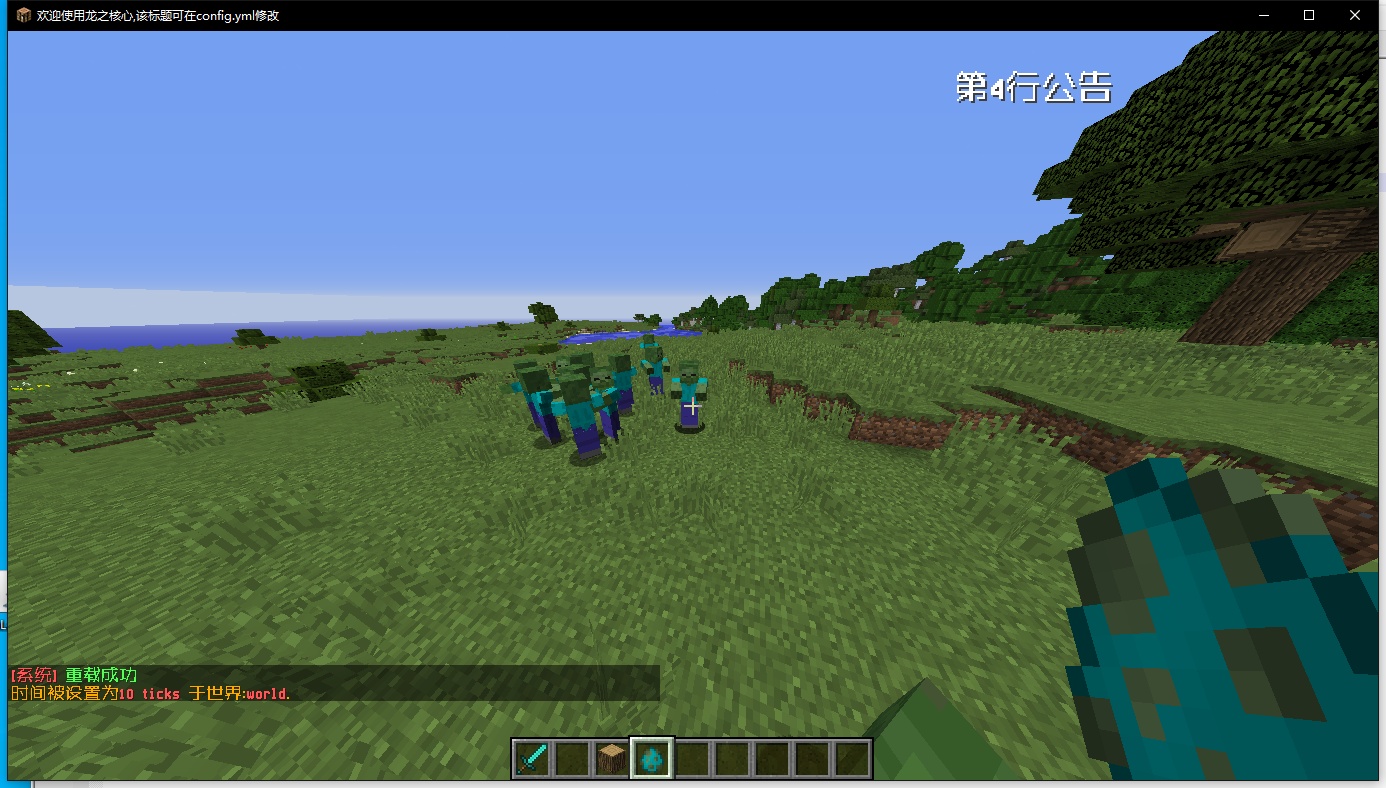 欢迎使用龙之核心,该标题可在config.yml修改
第4行公告
[系统] 重载成功
时间被设置为10 ticks 于世界:world.